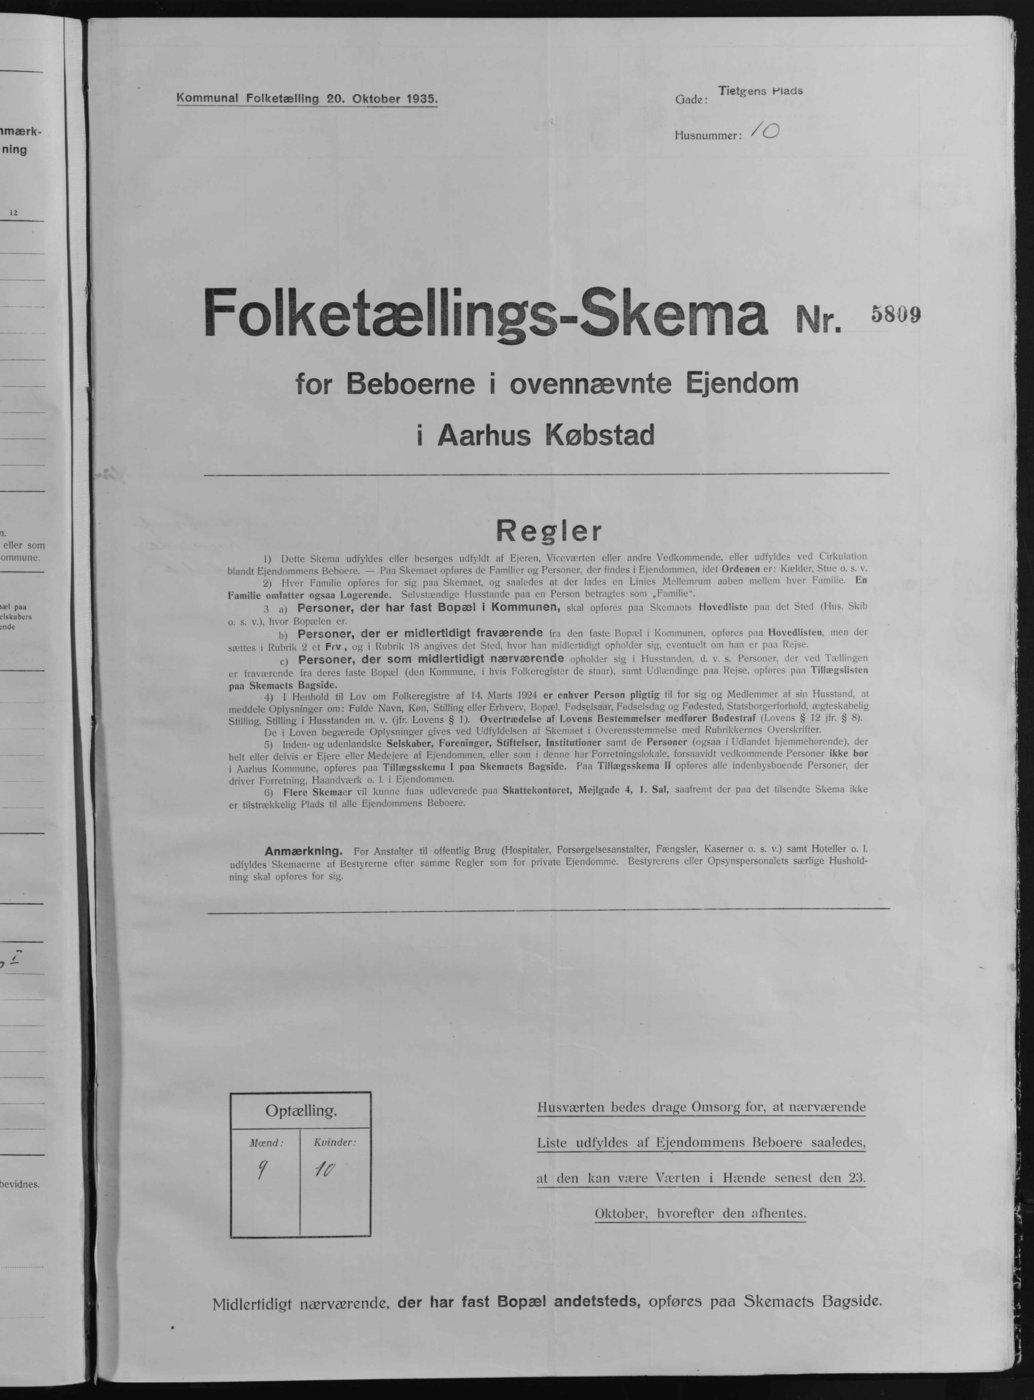 Kommunal Folketælling 20. Oktober 1935.
Gade: Tietgens Plads
Husnummer: 10
Folketællings-Skema Nr. 5809
for Beboerne i ovennævnte Ejendom
i Aarhus Købstad
Regler
1) Dette Skema udfyldes eller besørges udfyldt af Ejeren, Viceværten eller andre Vedkommende, eller udfyldes ved Cirkulation
blandt Ejendommens Beboere. — Paa Skemaet opføres de Familier og Personer, der findes i Ejendommen, idet Ordenen er: Kælder, Stue o. s. v.
2) Hver Familie opføres for sig paa Skemaet, og saaledes at der lades en Linies Mellemrum aaben mellem hver Familie. En
Familie omfatter ogsaa Logerende. Selvstændige Husstande paa en Person betragtes som „Familie“.
3 a) Personer, der har fast Bopæl i Kommunen, skal opføres paa Skemaets Hovedliste paa det Sted (Hus, Skib
o. s. v.), hvor Bopælen er.
b) Personer, der er midlertidigt fraværende fra den faste Bopæl i Kommunen, opføres paa Hovedlisten, men der
sættes i Rubrik 2 et Frv, og i Rubrik 18 angives det Sted, hvor han midlertidigt opholder sig, eventuelt om han er paa Rejse.
c) Personer, der som midlertidigt nærværende opholder sig i Husstanden, d. v. s. Personer, der ved Tællingen
er fraværende fra deres faste Bopæl (den Kommune, i hvis Folkeregister de staar), samt Udlændinge paa Rejse, opføres paa Tillægslisten
paa Skemaets Bagside.
4) I Henhold til Lov om Folkeregistre af 14. Marts 1924 er enhver Person pligtig til for sig og Medlemmer af sin Husstand, at
meddele Oplysninger om: Fulde Navn, Køn, Stilling eller Erhverv, Bopæl, Fødselsaar, Fødselsdag og Fødested, Statsborgerforhold, ægteskabelig
Stilling, Stilling i Husstanden m. v. (jfr. Lovens § 1). Overtrædelse af Lovens Bestemmelser medfører Bødestraf (Lovens § 12 jfr. § 8).
De i Loven begærede Oplysninger gives ved Udfyldelsen af Skemaet i Overensstemmelse med Rubrikkernes Overskrifter.
5) Inden- og udenlandske Selskaber, Foreninger, Stiftelser, Institutioner samt de Personer (ogsaa i Udlandet hjemmehørende), der
helt eller delvis er Ejere eller Medejere af Ejendommen, eller som i denne har Forretningslokale, forsaavidt vedkommende Personer ikke bor
i Aarhus Kommune, opføres paa Tillægsskema I paa Skemaets Bagside. Paa Tillægsskema II opføres alle indenbysboende Personer, der
driver Forretning, Haandværk o. l. i Ejendommen.
6) Flere Skemaer vil kunne faas udleverede paa Skattekontoret, Mejlgade 4, 1. Sal, saafremt der paa det tilsendte Skema ikke
er tilstrækkelig Plads til alle Ejendommens Beboere.
Anmærkning. For Anstalter til offentlig Brug (Hospitaler, Forsørgelsesanstalter, Fængsler, Kaserner o. s. v.) samt Hoteller o. l.
udfyldes Skemaerne af Bestyrerne efter samme Regler som for private Ejendomme. Bestyrerens eller Opsynspersonalets særlige Hushold-
ning skal opføres for sig.
Optælling.
Mænd: Kvinder:
9 10
Husværten bedes drage Omsorg for, at nærværende
Liste udfyldes af Ejendommens Beboere saaledes,
at den kan være Værten i Hænde senest den 23.
Oktober, hvorefter den afhentes.
Midlertidigt nærværende, der har fast Bopæl andetsteds, opføres paa Skemaets Bagside.
nmærk-
ning
12
n.
eller som
ommune.
pæl paa
elskabers
ende
bevidnes.